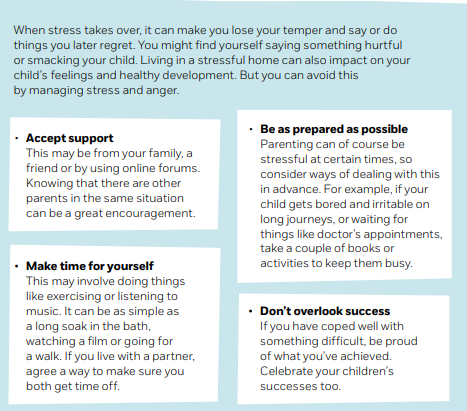 When stress takes over, it can make you lose your temper and say or do
things you later regret. You might find yourself saying something hurtful
or smacking your child. Living in a stressful home can also impact on your
child's feelings and healthy development. But you can avoid this
by managing stress and anger.
• Accept support
This may be from your family, a
friend or by using online forums.
Knowing that there are other
parents in the same situation
can be a great encouragement.
• Make time for yourself
This may involve doing things
like exercising or listening to
music. It can be as simple as
a long soak in the bath,
watching a film or going for
a walk. If you live with a partner,
agree a way to make sure you
both get time off.
• Be as prepared as possible
Parenting can of course be
stressful at certain times, so
consider ways of dealing with this
in advance. For example, if your
child gets bored and irritable on
long journeys, or waiting for
things like doctor's appointments,
take a couple of books or
activities to keep them busy.
• Don't overlook success
If you have coped well with
something difficult, be proud
of what you've achieved.
Celebrate your children's
successes too.